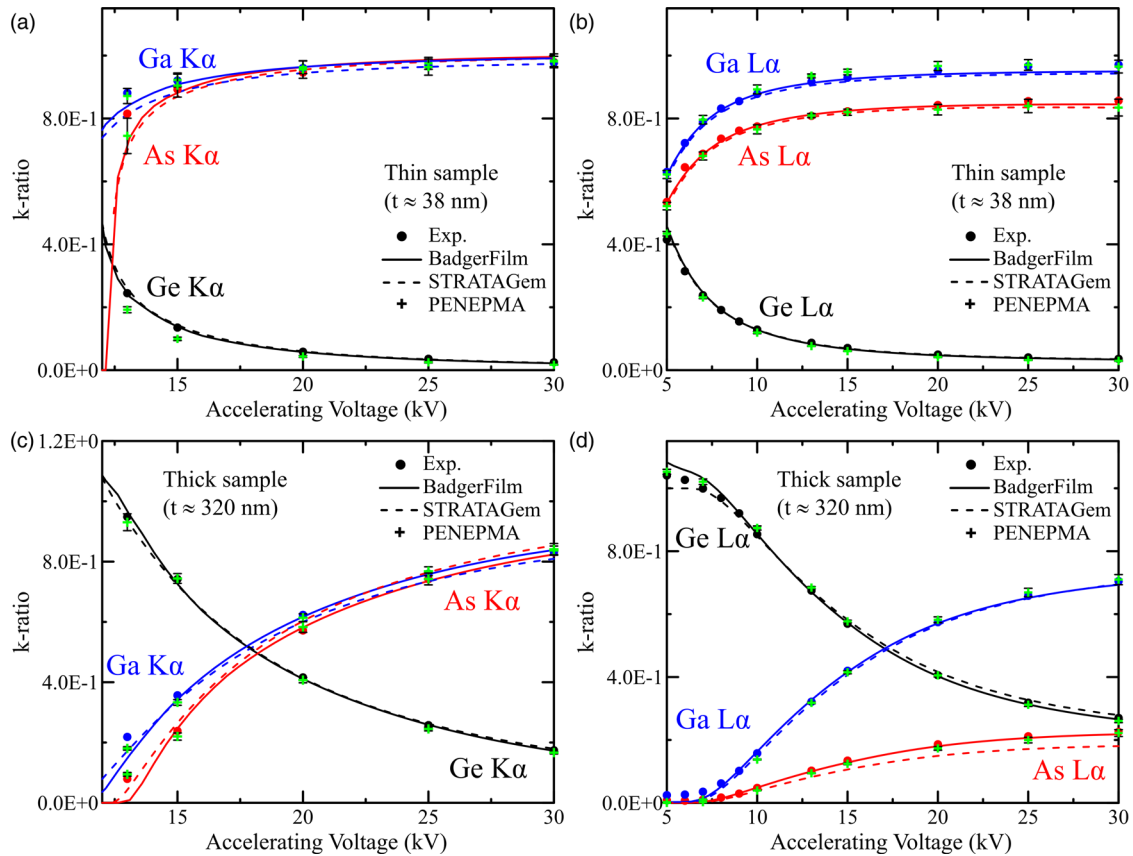 (a)
Ga Kα
8.0E-1
As Kα
Thin sample
(t ≈ 38 nm)
Exp.
BadgerFilm
STRATAGem
PENEPMA
4.0E-1
Ge Kα
0.0E+0
15
20
25
30
k-ratio
Accelerating Voltage (kV)
(b)
Ga Lα
8.0E-1
As Lα
Thin sample
(t ≈ 38 nm)
Exp.
BadgerFilm
STRATAGem
PENEPMA
4.0E-1
Ge Lα
0.0E+0
5
10
15
20
25
30
k-ratio
Accelerating Voltage (kV)
(c)
1.2E+0
Thick sample
(t ≈ 320 nm)
Exp.
BadgerFilm
STRATAGem
PENEPMA
8.0E-1
As Kα
Ga Kα
4.0E-1
Ge Kα
0.0E+0
15
20
25
30
k-ratio
Accelerating Voltage (kV)
(d)
Thick sample
(t ≈ 320 nm)
Exp.
BadgerFilm
STRATAGem
PENEPMA
Ge Lα
8.0E-1
Ga Lα
4.0E-1
As Lα
0.0E+0
5
10
15
20
25
30
k-ratio
Accelerating Voltage (kV)